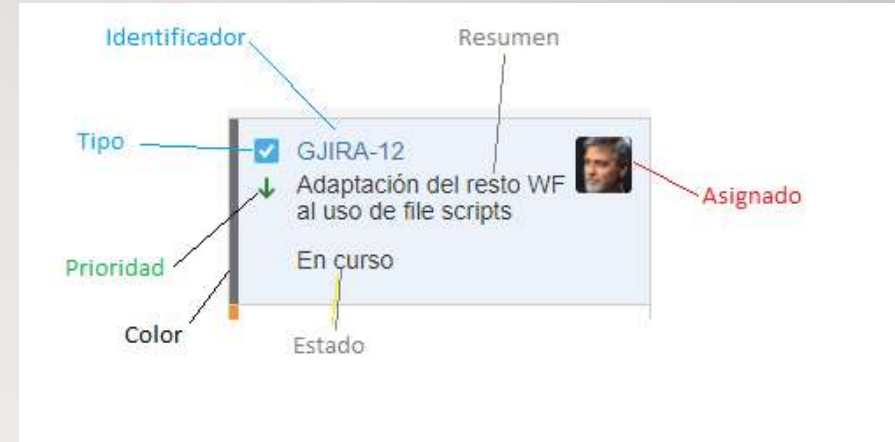 Identificador
Resumen
Tipo
GJIRA-12
Adaptación del resto WF
al uso de file scripts
Asignado
En curso
Prioridad
Color
Estado